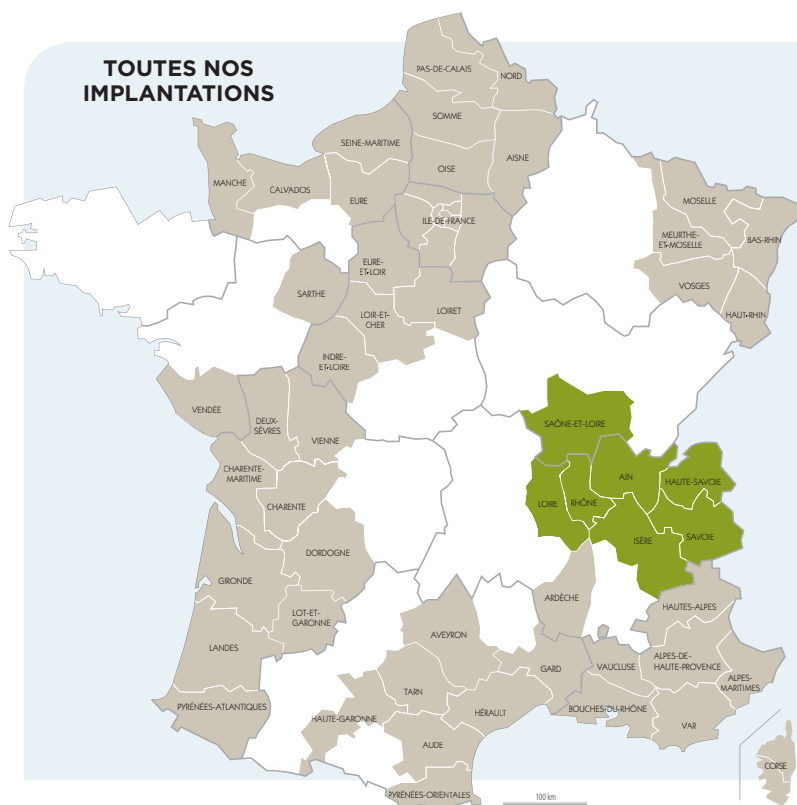 TOUTES NOS
IMPLANTATIONS
PAS-DE-CALAIS
NORD
SOMME
SEINE-MARITIME
OISE
AISNE
MANCHE
CALVADOS
EURE
ILE-DE-FRANCE
MOSELLE
MEURTHE-
ET-MOSELLE
BAS-RHIN
VOSGES
HAUT-RHIN
EURE-
ET-LOIR
SARTHE
LOIR-ET-
CHER
LOIRET
INDRE-
ET-LOIRE
VENDÉE
DEUX-
SÈVRES
VIENNE
SAÔNE-ET-LOIRE
CHARENTE-
MARITIME
CHARENTE
LOIRE
RHÔNE
AIN
HAUTE-SAVOIE
ISÈRE
SAVOIE
DORDOGNE
GIRONDE
LOT-ET-
GARONNE
ARDÈCHE
HAUTES-ALPES
LANDES
AVEYRON
GARD
VAUCLUSE
ALPES-DE-
HAUTE-PROVENCE
ALPES-
MARITIMES
PYRÉNÉES-ATLANTIQUES
HAUTE-GARONNE
TARN
HÉRAULT
BOUCHES-DU-RHÔNE
VAR
AUDE
CORSE
PYRÉNÉES-ORIENTALES
100 km